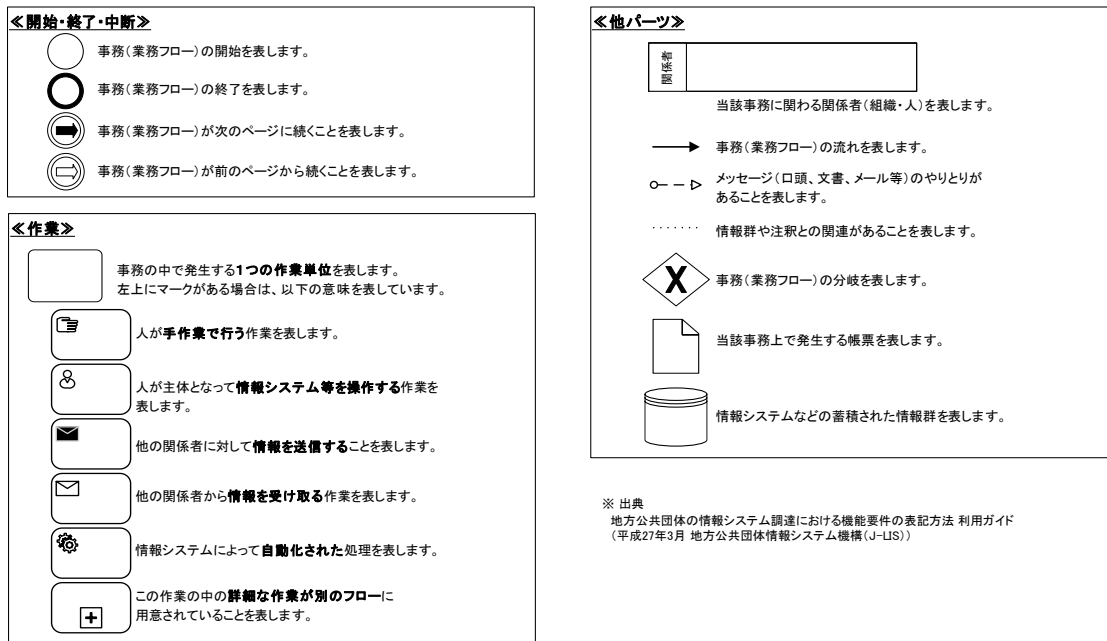 ≪開始・終了・中断≫
事務(業務フロー)の開始を表します。
事務(業務フロー)の終了を表します。
事務(業務フロー)が次のページに続くことを表します。
事務(業務フロー)が前のページから続くことを表します。
≪作業≫
事務の中で発生する1つの作業単位を表します。
左上にマークがある場合は、以下の意味を表しています。
人が手作業で行う作業を表します。
人が主体となって情報システム等を操作する作業を
表します。
他の関係者に対して情報を送信することを表します。
他の関係者から情報を受け取る作業を表します。
情報システムによって自動化された処理を表します。
この作業の中の詳細な作業が別のフローに
用意されていることを表します。
≪他パーツ≫
関係者
当該事務に関わる関係者(組織・人)を表します。
事務(業務フロー)の流れを表します。
メッセージ(口頭、文書、メール等)のやりとりが
あることを表します。
情報群や注釈との関連があることを表します。
X
事務(業務フロー)の分岐を表します。
当該事務上で発生する帳票を表します。
情報システムなどの蓄積された情報群を表します。
※ 出典
地方公共団体の情報システム調達における機能要件の表記方法 利用ガイド
(平成27年3月 地方公共団体情報システム機構(J-LIS))